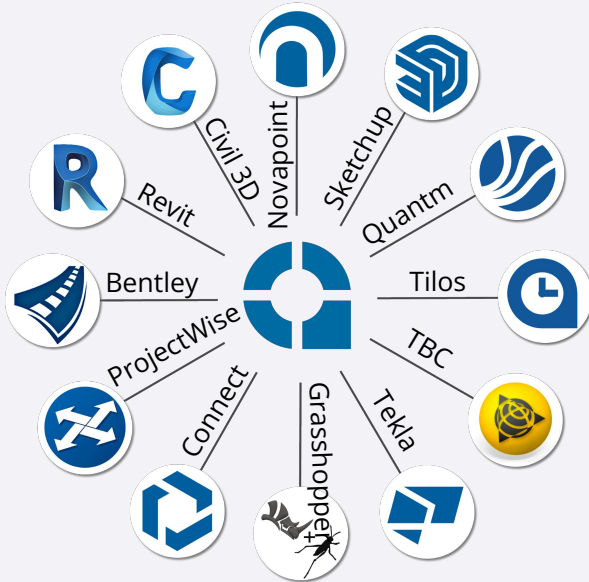 Novapoint
Sketchup
Quantm
Tilos
TBC
Tekla
Grasshopper+
Connect
ProjectWise
Bentley
Revit
Civil 3D